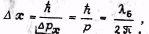 Δx = ħ/Δpₓ = ħ/p = λ_Б/2π,